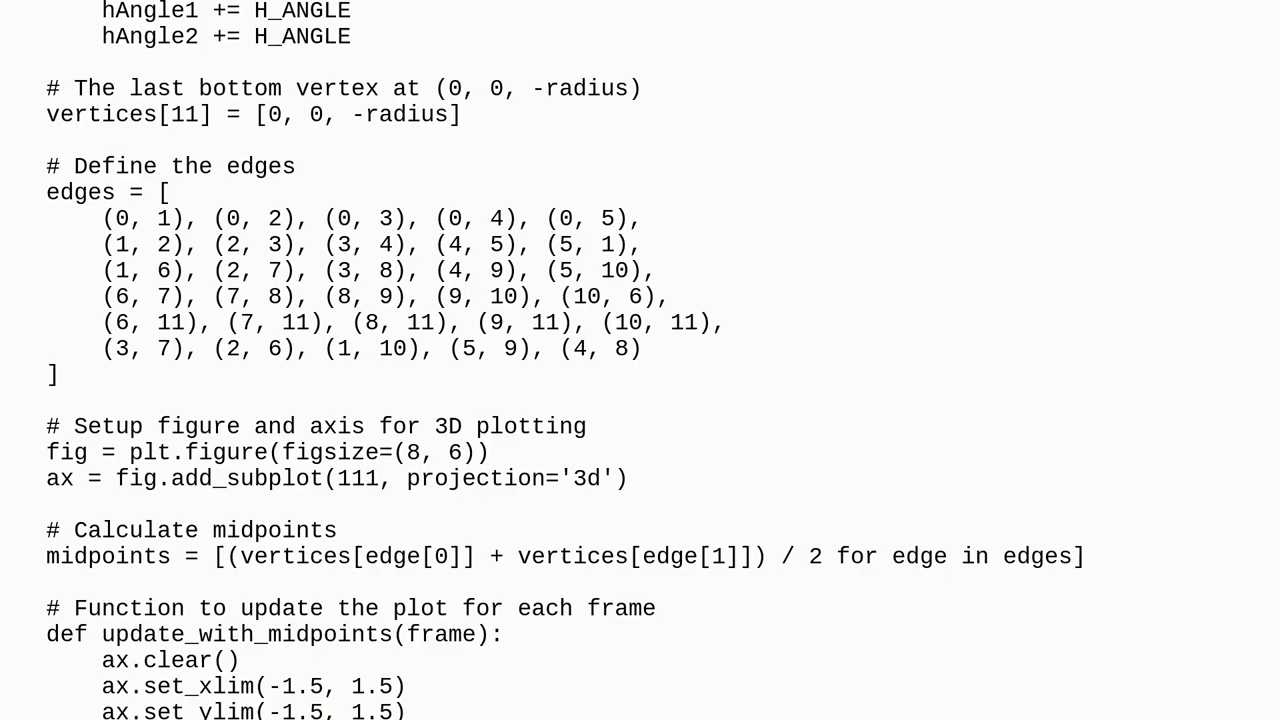 hAngle1 += H_ANGLE
hAngle2 += H_ANGLE
# The last bottom vertex at (0, 0, -radius)
vertices[11] = [0, 0, -radius]
# Define the edges
edges = [
(0, 1), (0, 2), (0, 3), (0, 4), (0, 5),
(1, 2), (2, 3), (3, 4), (4, 5), (5, 1),
(1, 6), (2, 7), (3, 8), (4, 9), (5, 10),
(6, 7), (7, 8), (8, 9), (9, 10), (10, 6),
(6, 11), (7, 11), (8, 11), (9, 11), (10, 11),
(3, 7), (2, 6), (1, 10), (5, 9), (4, 8)
]
# Setup figure and axis for 3D plotting
fig = plt.figure(figsize=(8, 6))
ax = fig.add_subplot(111, projection='3d')
# Calculate midpoints
midpoints = [(vertices[edge[0]] + vertices[edge[1]]) / 2 for edge in edges]
# Function to update the plot for each frame
def update_with_midpoints(frame):
ax.clear()
ax.set_xlim(-1.5, 1.5)
ax.set_ylim(-1.5, 1.5)